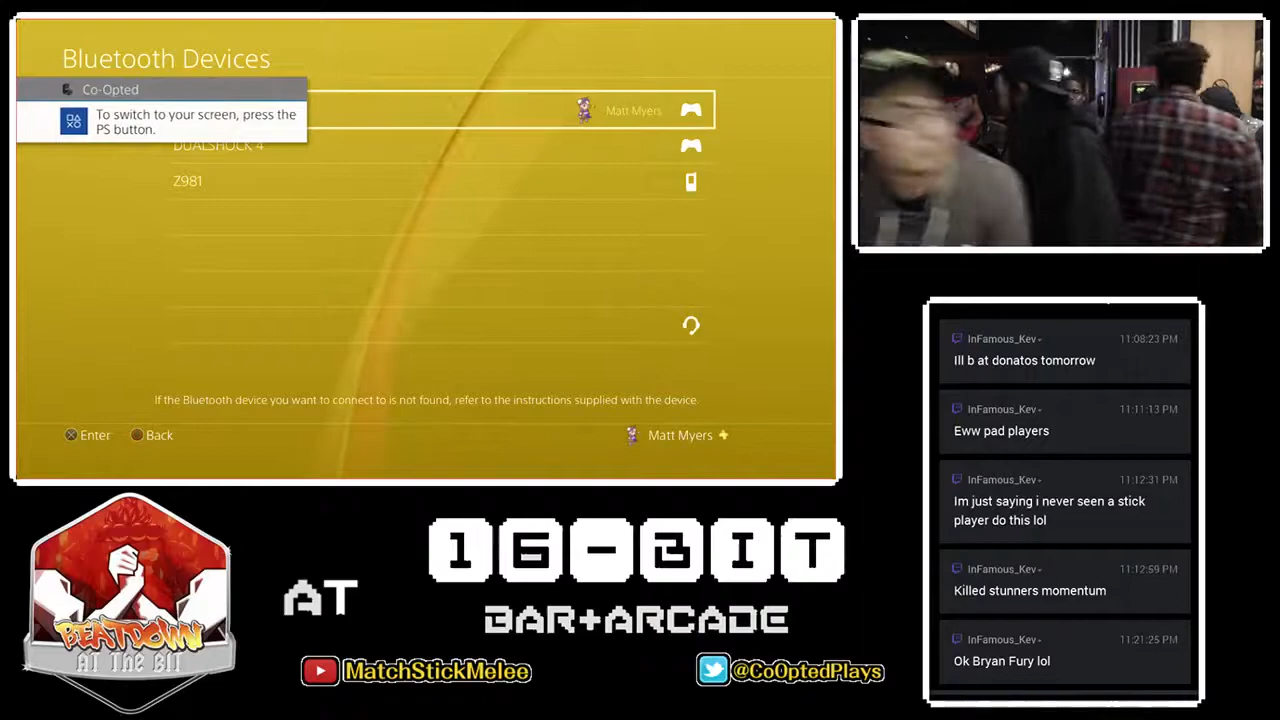 Bluetooth Devices
Co-Opted
To switch to your screen, press the
PS button.
Matt Myers
DUALSHOCK 4
Z981
If the Bluetooth device you want to connect to is not found, refer to the instructions supplied with the device.
Enter
Back
Matt Myers
InFamous_Kev
11:08:23 PM
Ill b at donatos tomorrow
InFamous_Kev
11:11:13 PM
Eww pad players
InFamous_Kev
11:12:31 PM
Im just saying i never seen a stick
player do this lol
InFamous_Kev
11:12:59 PM
Killed stunners momentum
InFamous_Kev
11:21:25 PM
Ok Bryan Fury lol
BEATDOWN
AT THE BIT
AT
16-BIT
BAR+ARCADE
MatchStickMelee
@CoOptedPlays